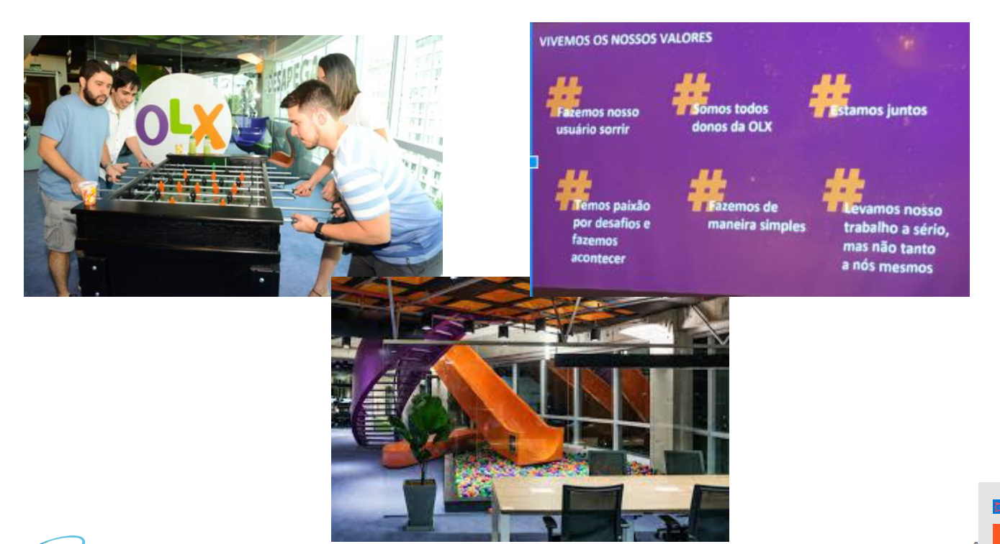 OLX
DESAPEGA
VIVEMOS OS NOSSOS VALORES
#Fazemos nosso
usuário sorrir
#Somos todos
donos da OLX
#Estamos juntos
#Temos paixão
por desafios e
fazemos
acontecer
#Fazemos de
maneira simples
#Levamos nosso
trabalho a sério,
mas não tanto
a nós mesmos